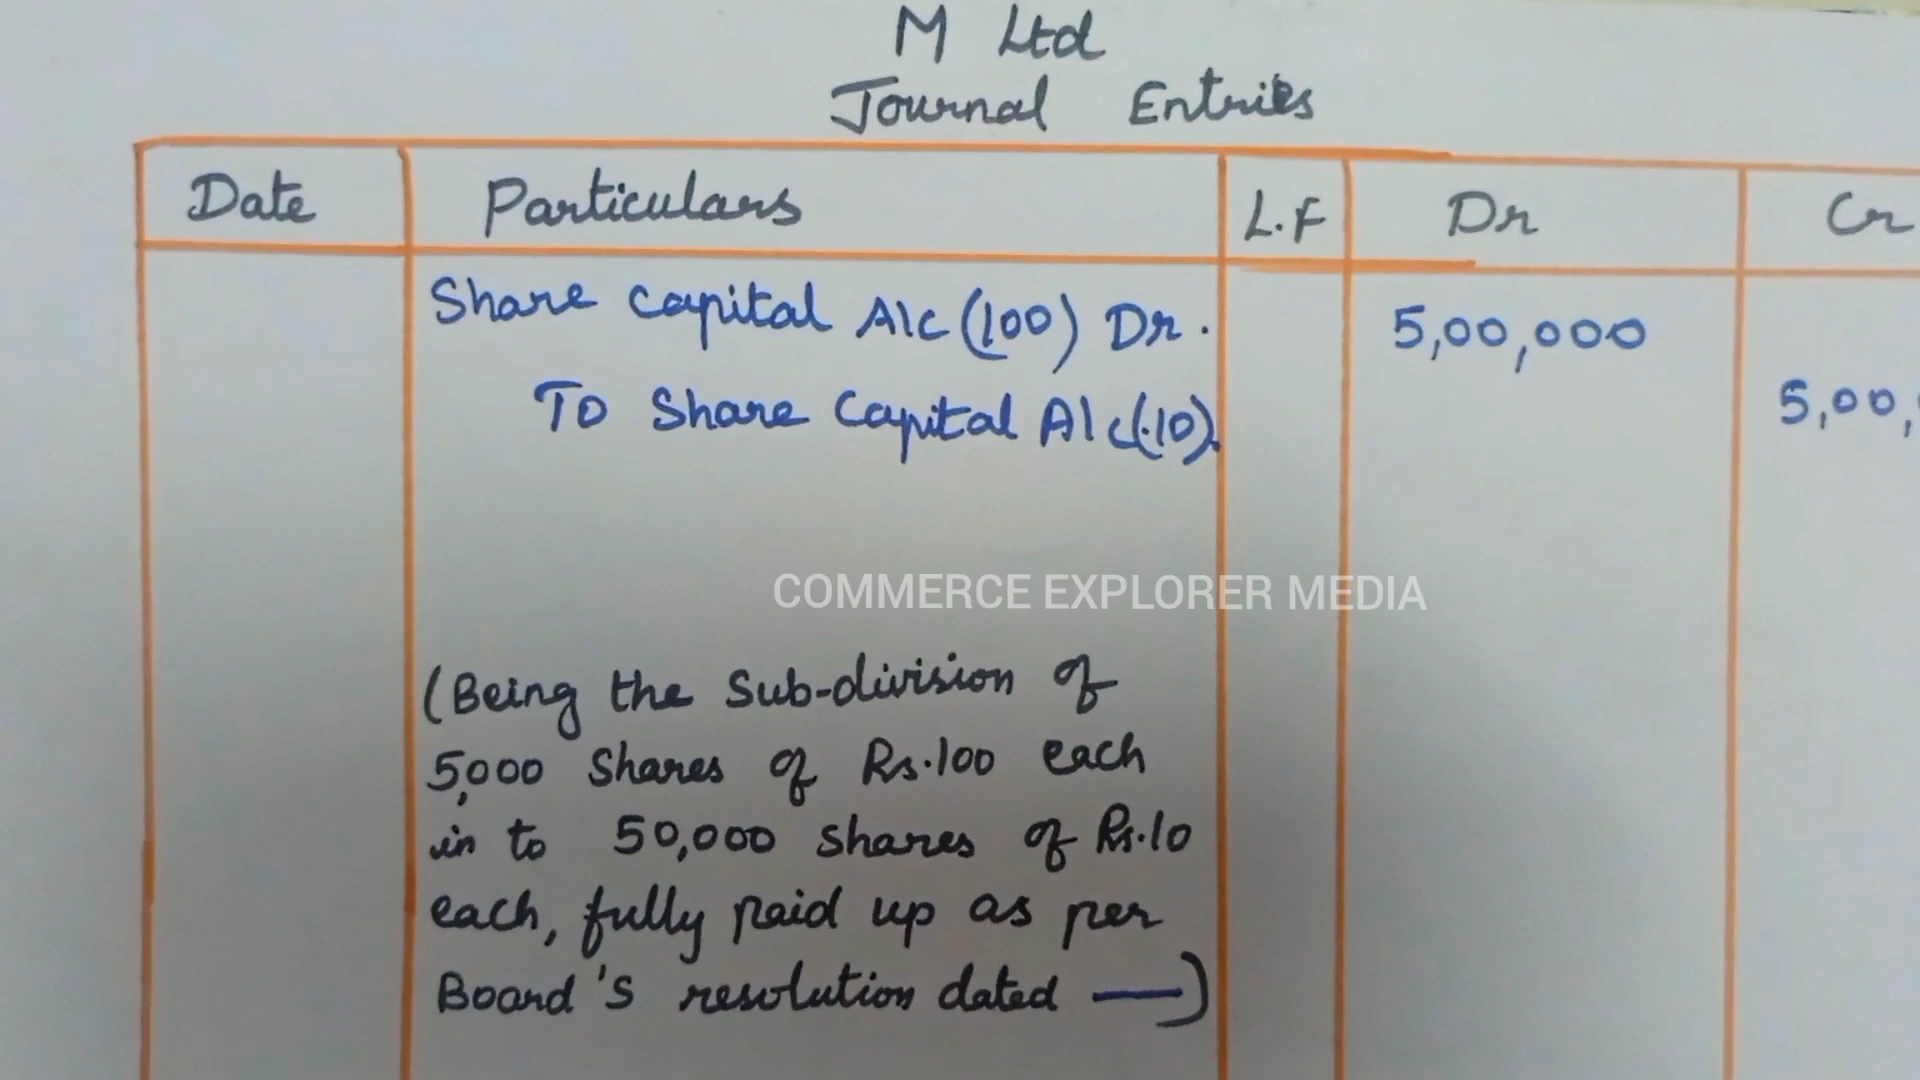 M Ltd
Journal Entries
Date Particulars L.F Dr Cr
Share Capital A/c (100) Dr. 5,00,000
To Share Capital A/c (10). 5,00,
COMMERCE EXPLORER MEDIA
(Being the Sub-division of
5,000 Shares of Rs.100 each
in to 50,000 shares of Rs.10
each, fully paid up as per
Board's resolution dated —)